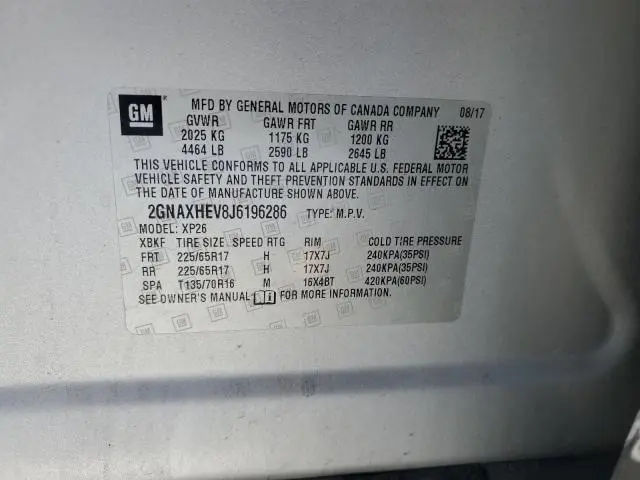 GM
MFD BY GENERAL MOTORS OF CANADA COMPANY 08/17
GVWR GAWR FRT GAWR RR
2025 KG 1175 KG 1200 KG
4464 LB 2590 LB 2645 LB
THIS VEHICLE CONFORMS TO ALL APPLICABLE U.S. FEDERAL MOTOR
VEHICLE SAFETY AND THEFT PREVENTION STANDARDS IN EFFECT ON
THE DATE OF MANUFACTURE SHOWN ABOVE.
2GNAXHEV8J6196286 TYPE: M.P.V.
MODEL: XP26
XBKF TIRE SIZE SPEED RTG RIM COLD TIRE PRESSURE
FRT 225/65R17 H 17X7J 240KPA(35PSI)
RR 225/65R17 H 17X7J 240KPA(35PSI)
SPA T135/70R16 M 16X4BT 420KPA(60PSI)
SEE OWNER'S MANUAL FOR MORE INFORMATION.